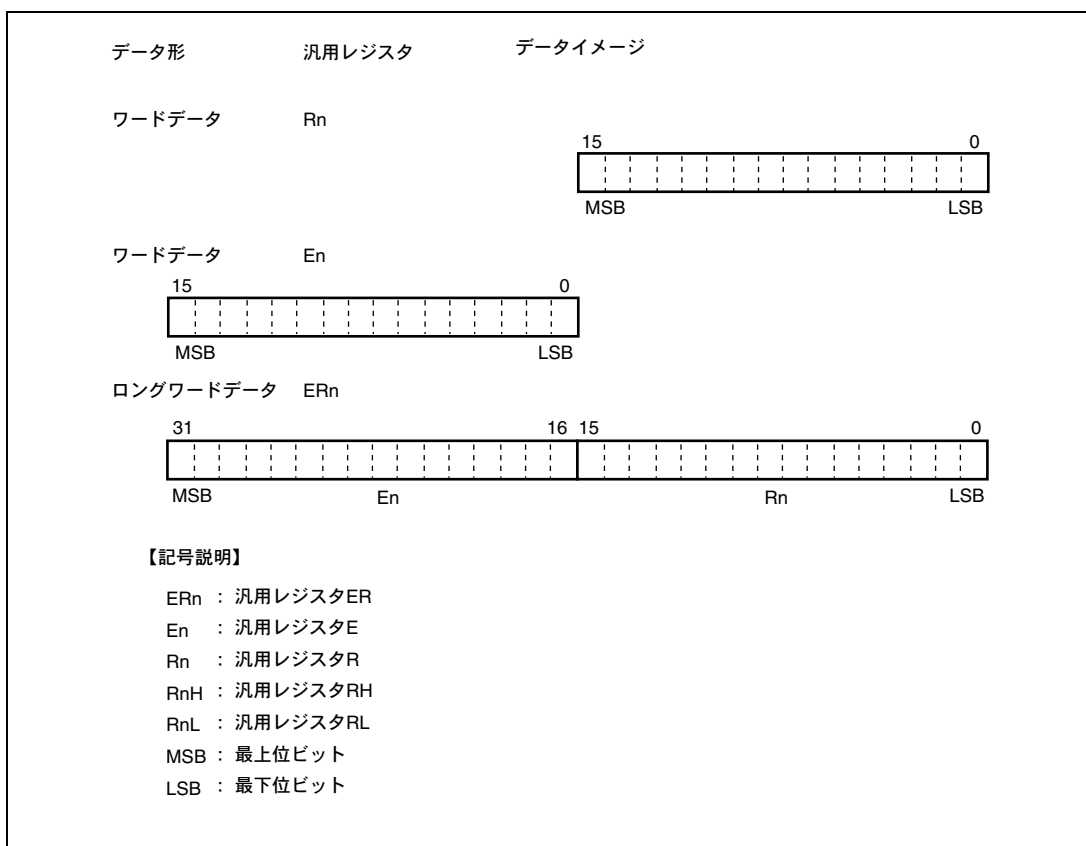 データ形 汎用レジスタ データイメージ
ワードデータ Rn
15 0
MSB LSB
ワードデータ En
15 0
MSB LSB
ロングワードデータ ERn
31 16 15 0
MSB En Rn LSB
【記号説明】
ERn : 汎用レジスタER
En : 汎用レジスタE
Rn : 汎用レジスタR
RnH : 汎用レジスタRH
RnL : 汎用レジスタRL
MSB : 最上位ビット
LSB : 最下位ビット